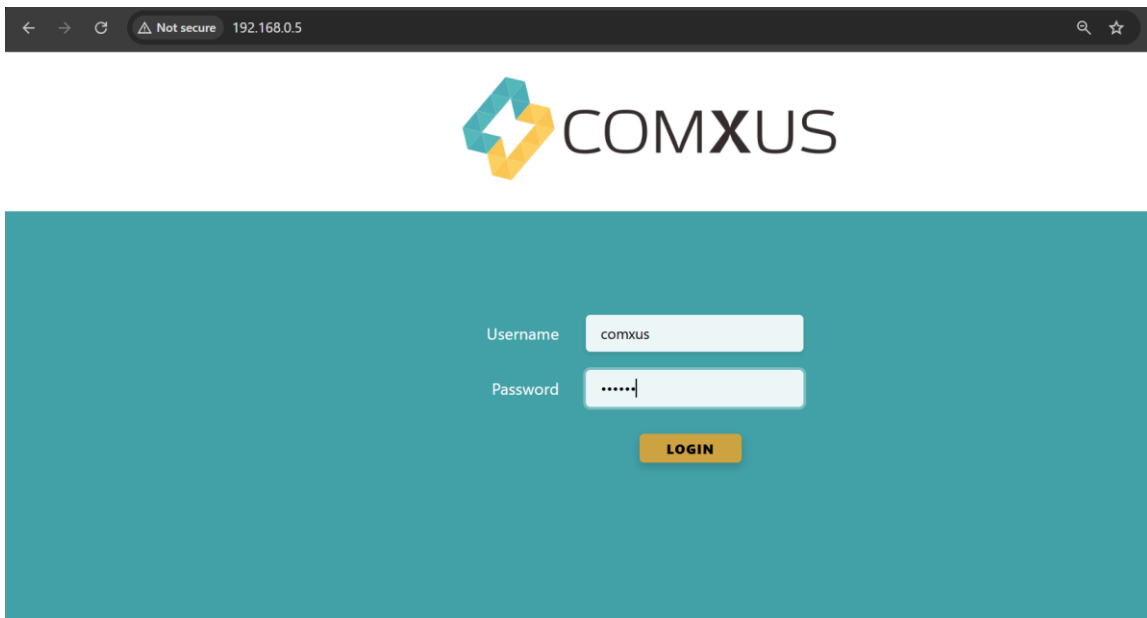 Not secure 192.168.0.5
COMXUS
Username comxus
Password ••••••
LOGIN